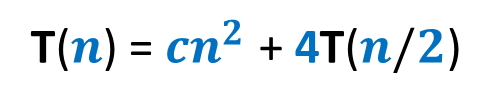 T(n) = cn² + 4T(n/2)